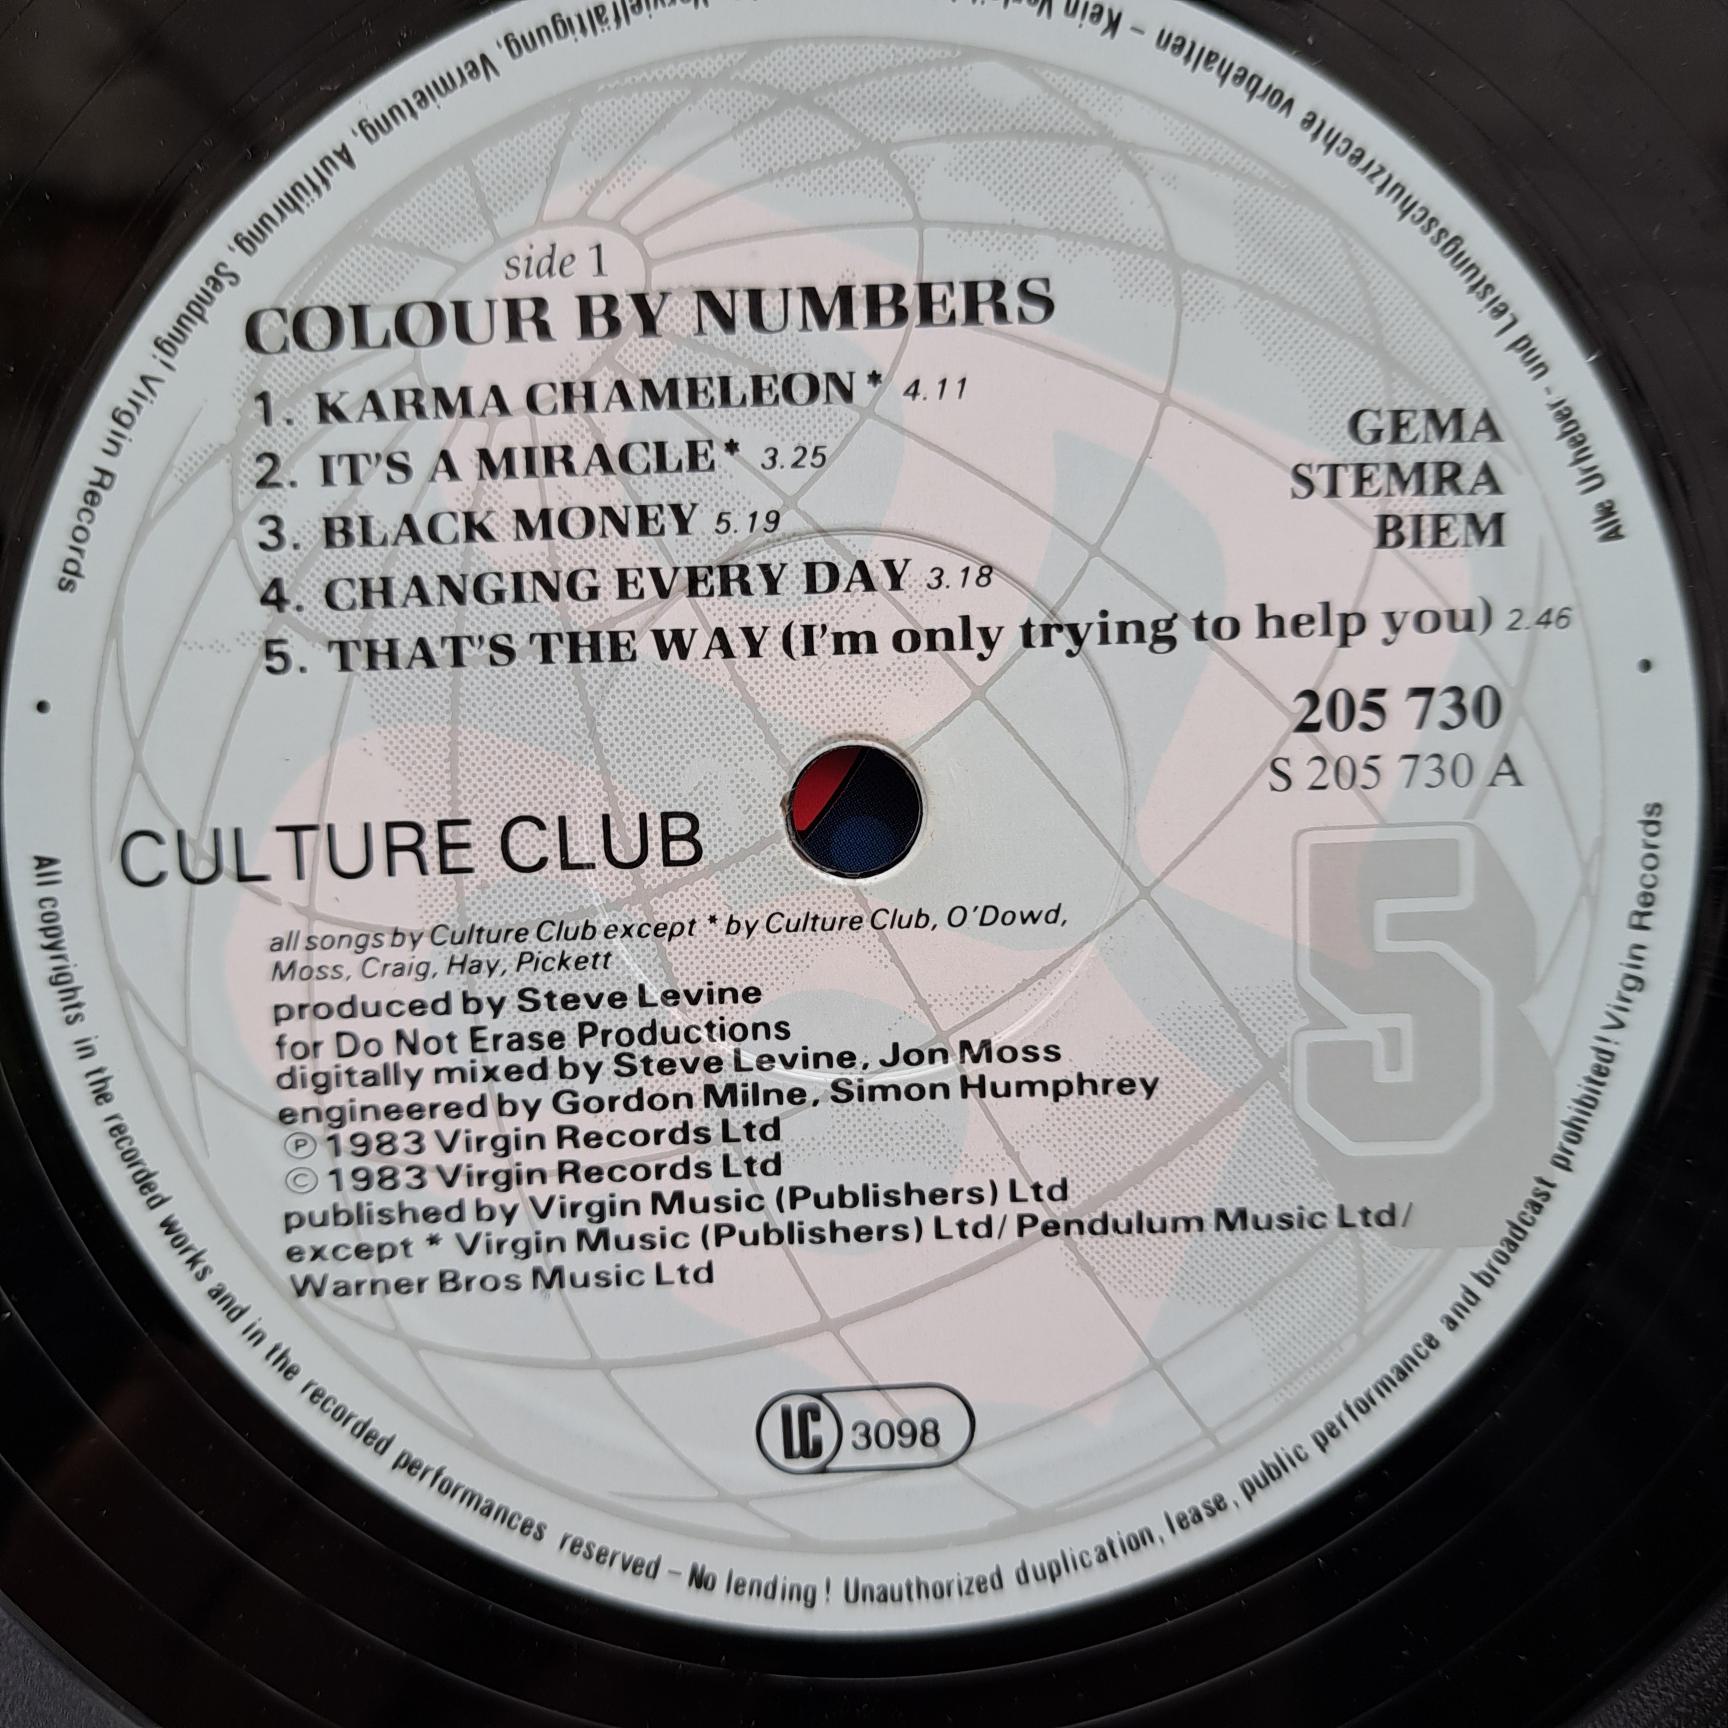 side 1
COLOUR BY NUMBERS
1. KARMA CHAMELEON* 4.11
2. IT'S A MIRACLE* 3.25
3. BLACK MONEY 5.19
4. CHANGING EVERY DAY 3.18
5. THAT'S THE WAY (I'm only trying to help you) 2.46
GEMA
STEMRA
BIEM
205 730
S 205 730 A
CULTURE CLUB
5
all songs by Culture Club except * by Culture Club, O'Dowd,
Moss, Craig, Hay, Pickett
produced by Steve Levine
for Do Not Erase Productions
digitally mixed by Steve Levine, Jon Moss
engineered by Gordon Milne, Simon Humphrey
Ⓟ 1983 Virgin Records Ltd
© 1983 Virgin Records Ltd
published by Virgin Music (Publishers) Ltd
except * Virgin Music (Publishers) Ltd/Pendulum Music Ltd/
Warner Bros Music Ltd
LC 3098
Alle Urheber- und Leistungsschutzrechte vorbehalten – Kein
Vervielfältigung, Vermietung, Aufführung, Sendung! Virgin Records
All copyrights in the recorded works and in the recorded performances reserved – No lending! Unauthorized duplication, lease, public performance and broadcast prohibited! Virgin Records